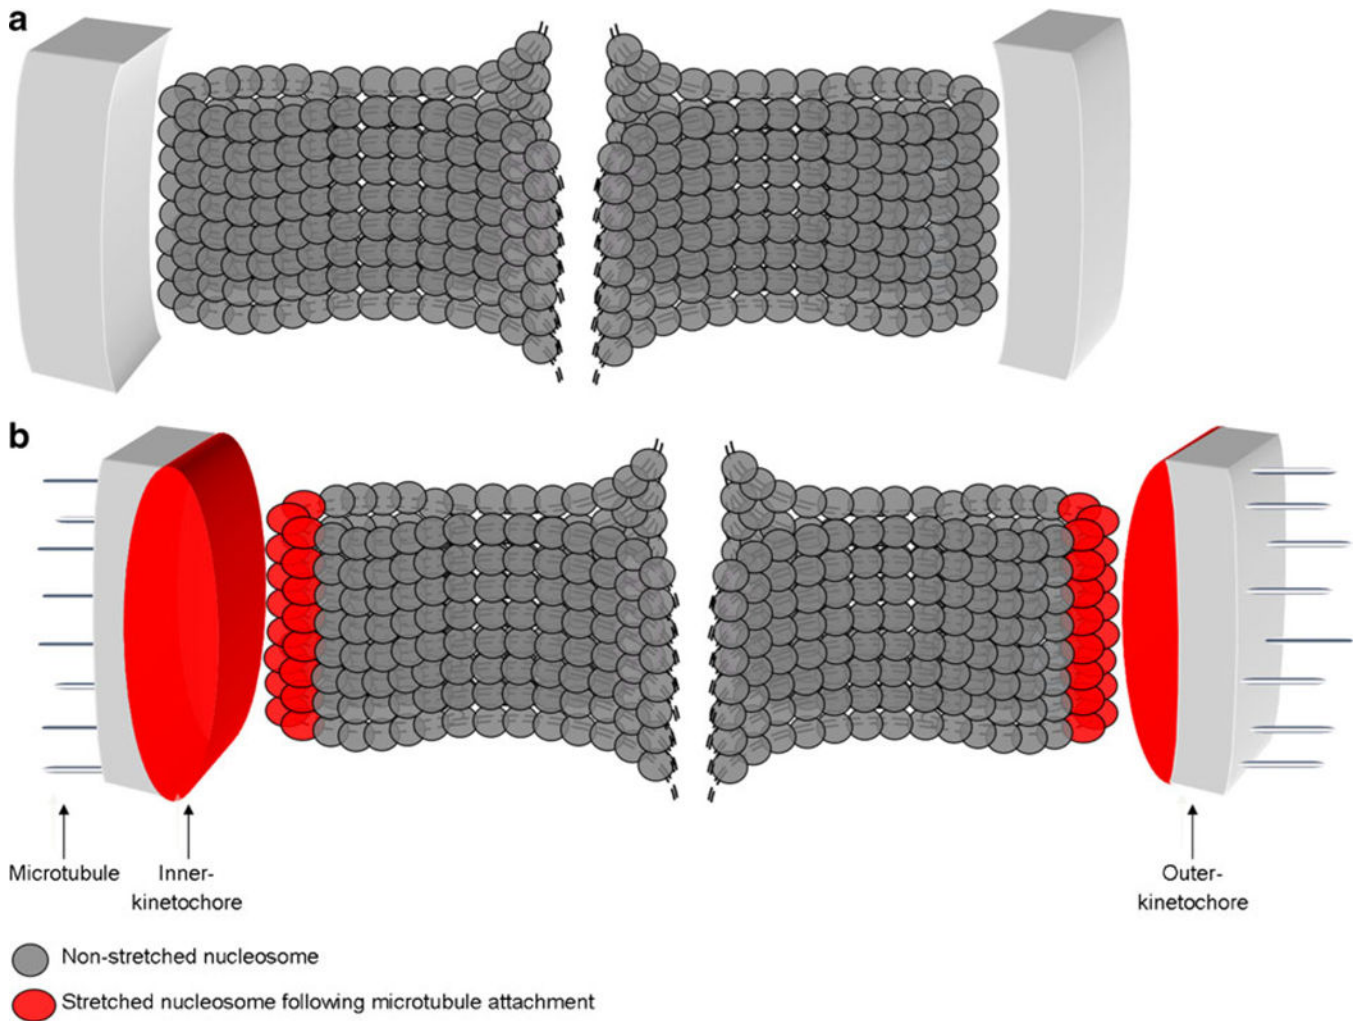 a
b
Microtubule
Inner-
kinetochore
Outer-
kinetochore
Non-stretched nucleosome
Stretched nucleosome following microtubule attachment